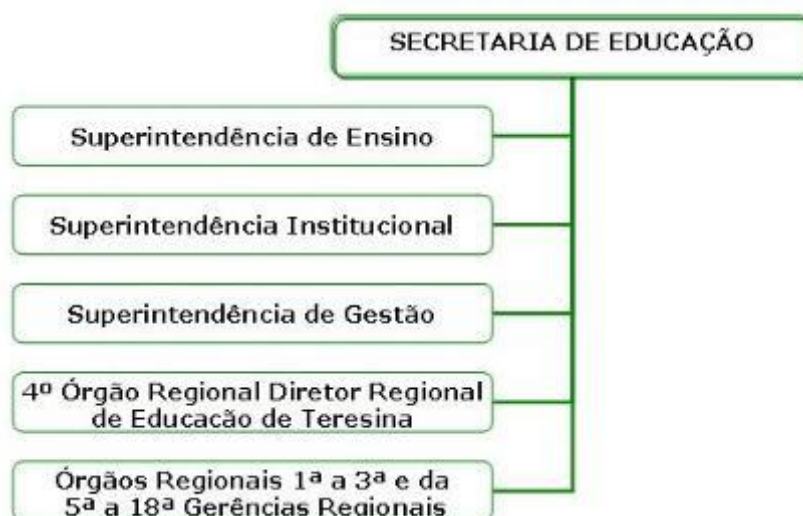 SECRETARIA DE EDUCAÇÃO
Superintendência de Ensino
Superintendência Institucional
Superintendência de Gestão
4º Órgão Regional Diretor Regional
de Educacão de Teresina
Órgãos Regionais 1ª a 3ª e da
5ª a 18ª Gerências Regionais